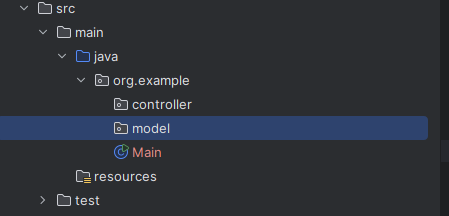 src
main
java
org.example
controller
model
Main
resources
test